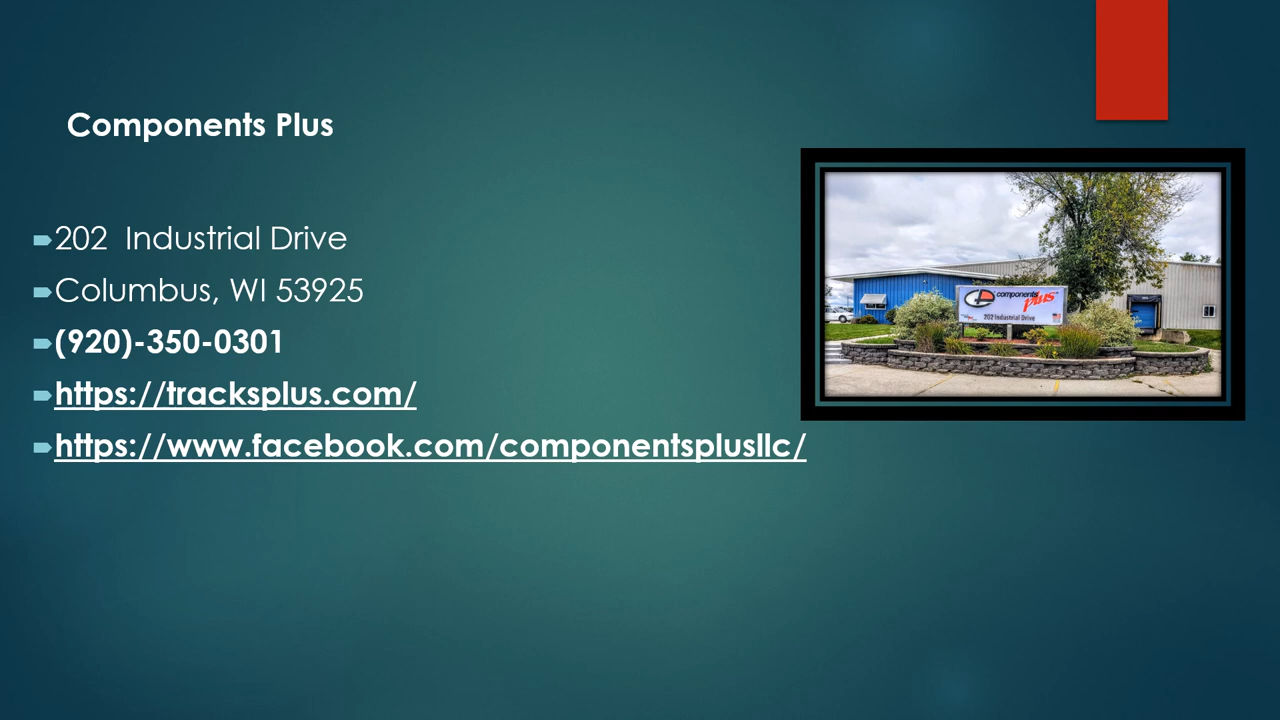 Components Plus
202 Industrial Drive
Columbus, WI 53925
(920)-350-0301
https://tracksplus.com/
https://www.facebook.com/componentsplusllc/
components
plus
202 Industrial Drive